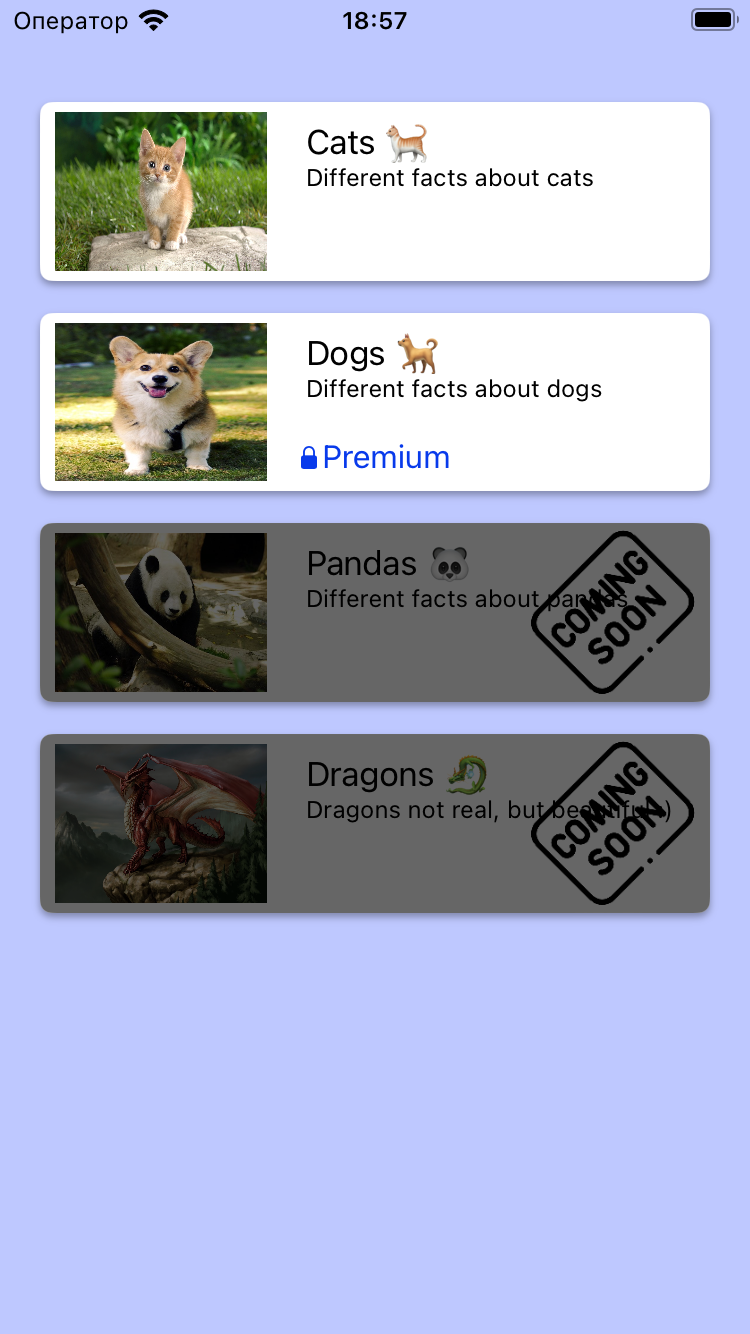 Оператор 18:57
Cats 🐈
Different facts about cats
Dogs 🐕
Different facts about dogs
Premium
Pandas 🐼
Different facts about pandas
COMING
SOON
Dragons 🐉
Dragons not real, but beautiful :)
COMING
SOON